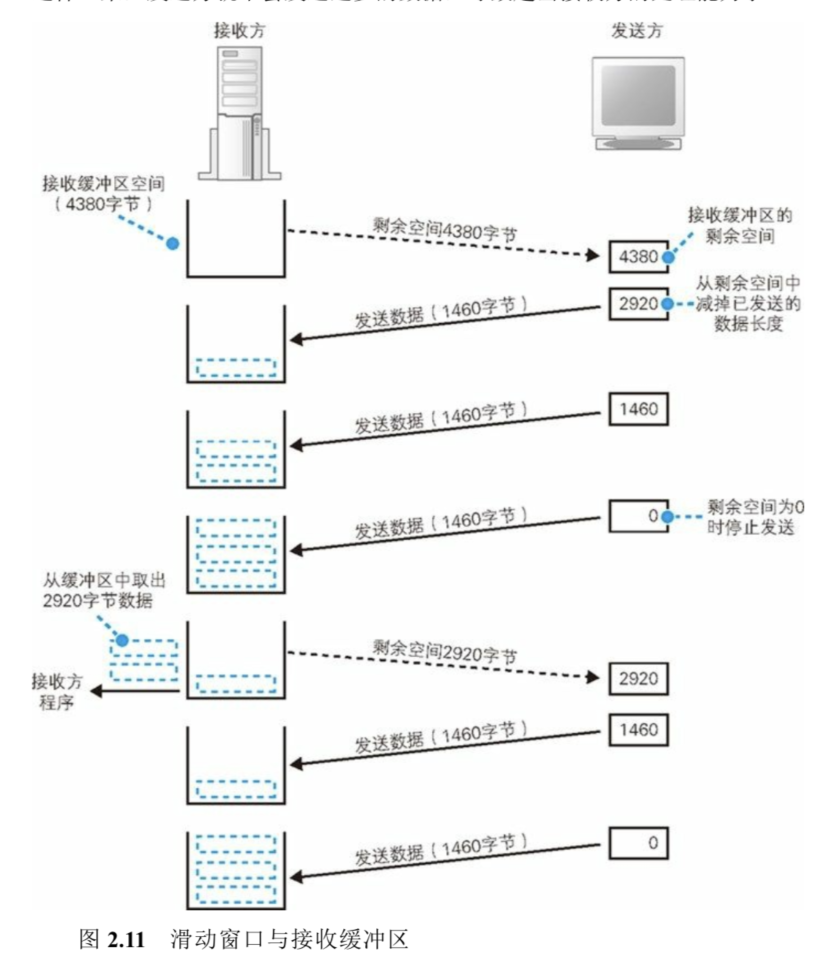 接收方
发送方
接收缓冲区空间
（4380字节）
剩余空间4380字节
4380
接收缓冲区的
剩余空间
发送数据（1460字节）
2920
从剩余空间中
减掉已发送的
数据长度
发送数据（1460字节）
1460
发送数据（1460字节）
0
剩余空间为0
时停止发送
从缓冲区中取出
2920字节数据
接收方
程序
剩余空间2920字节
2920
发送数据（1460字节）
1460
发送数据（1460字节）
0
图 2.11 滑动窗口与接收缓冲区